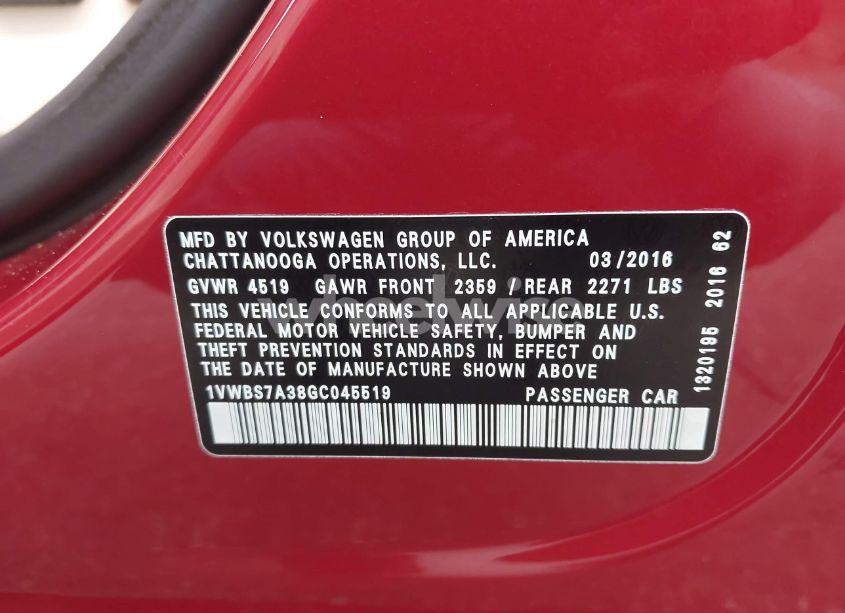 MFD BY VOLKSWAGEN GROUP OF AMERICA
CHATTANOOGA OPERATIONS, LLC. 03/2016
GVWR 4519 GAWR FRONT 2359 / REAR 2271 LBS
THIS VEHICLE CONFORMS TO ALL APPLICABLE U.S.
FEDERAL MOTOR VEHICLE SAFETY, BUMPER AND
THEFT PREVENTION STANDARDS IN EFFECT ON
THE DATE OF MANUFACTURE SHOWN ABOVE
1VWBS7A38GC045519 PASSENGER CAR
1320195 2016 62
wheelwire